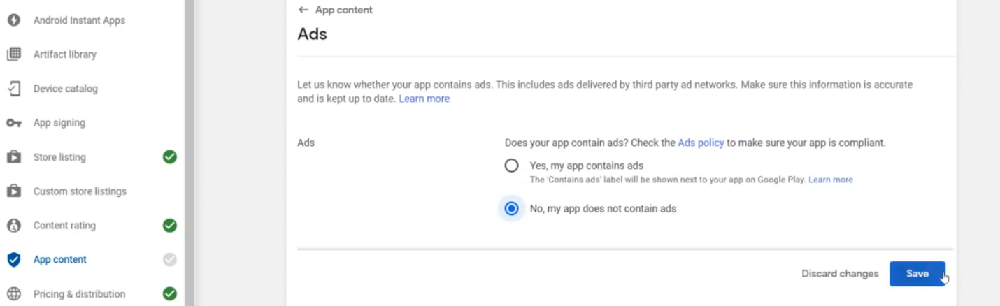 Android Instant Apps
Artifact library
Device catalog
App signing
Store listing
Custom store listings
Content rating
App content
Pricing & distribution
← App content
Ads
Let us know whether your app contains ads. This includes ads delivered by third party ad networks. Make sure this information is accurate
and is kept up to date. Learn more
Ads
Does your app contain ads? Check the Ads policy to make sure your app is compliant.
Yes, my app contains ads
The 'Contains ads' label will be shown next to your app on Google Play. Learn more
No, my app does not contain ads
Discard changes
Save